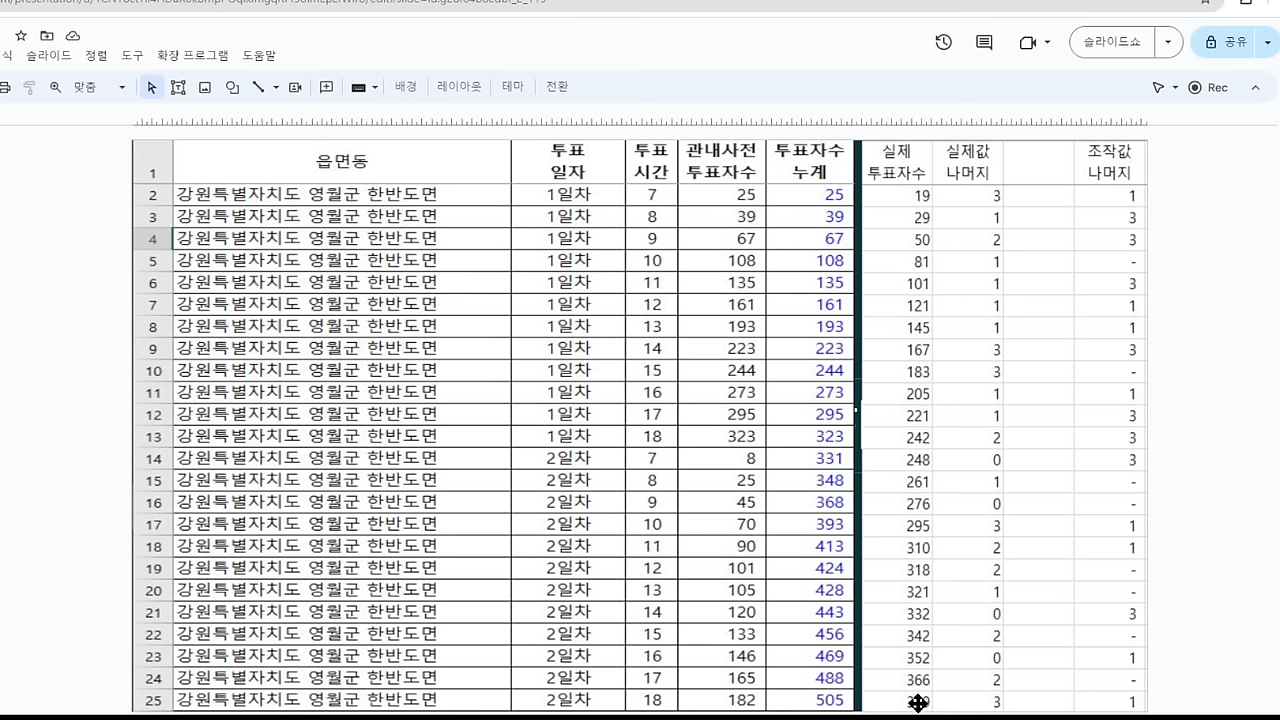 식 슬라이드 정렬 도구 확장 프로그램 도움말
슬라이드쇼 공유
맞춤 배경 레이아웃 테마 전환 Rec
1 읍면동 투표 일자 투표 시간 관내사전 투표자수 투표자수 누계 실제 투표자수 실제값 나머지 조작값 나머지
2 강원특별자치도 영월군 한반도면 1일차 7 25 25 19 3 1
3 강원특별자치도 영월군 한반도면 1일차 8 39 39 29 1 3
4 강원특별자치도 영월군 한반도면 1일차 9 67 67 50 2 3
5 강원특별자치도 영월군 한반도면 1일차 10 108 108 81 1 -
6 강원특별자치도 영월군 한반도면 1일차 11 135 135 101 1 3
7 강원특별자치도 영월군 한반도면 1일차 12 161 161 121 1 1
8 강원특별자치도 영월군 한반도면 1일차 13 193 193 145 1 1
9 강원특별자치도 영월군 한반도면 1일차 14 223 223 167 3 3
10 강원특별자치도 영월군 한반도면 1일차 15 244 244 183 3 -
11 강원특별자치도 영월군 한반도면 1일차 16 273 273 205 1 1
12 강원특별자치도 영월군 한반도면 1일차 17 295 295 221 1 3
13 강원특별자치도 영월군 한반도면 1일차 18 323 323 242 2 3
14 강원특별자치도 영월군 한반도면 2일차 7 8 331 248 0 3
15 강원특별자치도 영월군 한반도면 2일차 8 25 348 261 1 -
16 강원특별자치도 영월군 한반도면 2일차 9 45 368 276 0 -
17 강원특별자치도 영월군 한반도면 2일차 10 70 393 295 3 1
18 강원특별자치도 영월군 한반도면 2일차 11 90 413 310 2 1
19 강원특별자치도 영월군 한반도면 2일차 12 101 424 318 2 -
20 강원특별자치도 영월군 한반도면 2일차 13 105 428 321 1 -
21 강원특별자치도 영월군 한반도면 2일차 14 120 443 332 0 3
22 강원특별자치도 영월군 한반도면 2일차 15 133 456 342 2 -
23 강원특별자치도 영월군 한반도면 2일차 16 146 469 352 0 1
24 강원특별자치도 영월군 한반도면 2일차 17 165 488 366 2 -
25 강원특별자치도 영월군 한반도면 2일차 18 182 505 3 1